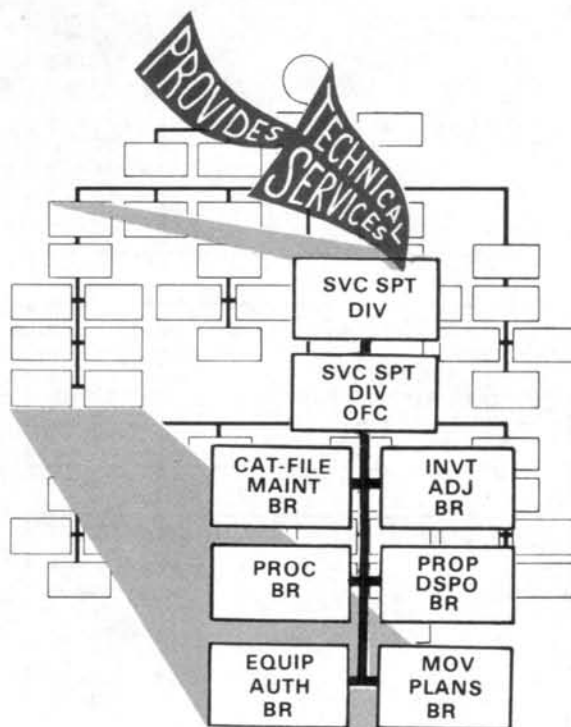 PROVIDES
TECHNICAL
SERVICES
SVC SPT
DIV
SVC SPT
DIV
OFC
CAT-FILE
MAINT
BR
INVT
ADJ
BR
PROC
BR
PROP
DSPO
BR
EQUIP
AUTH
BR
MOV
PLANS
BR